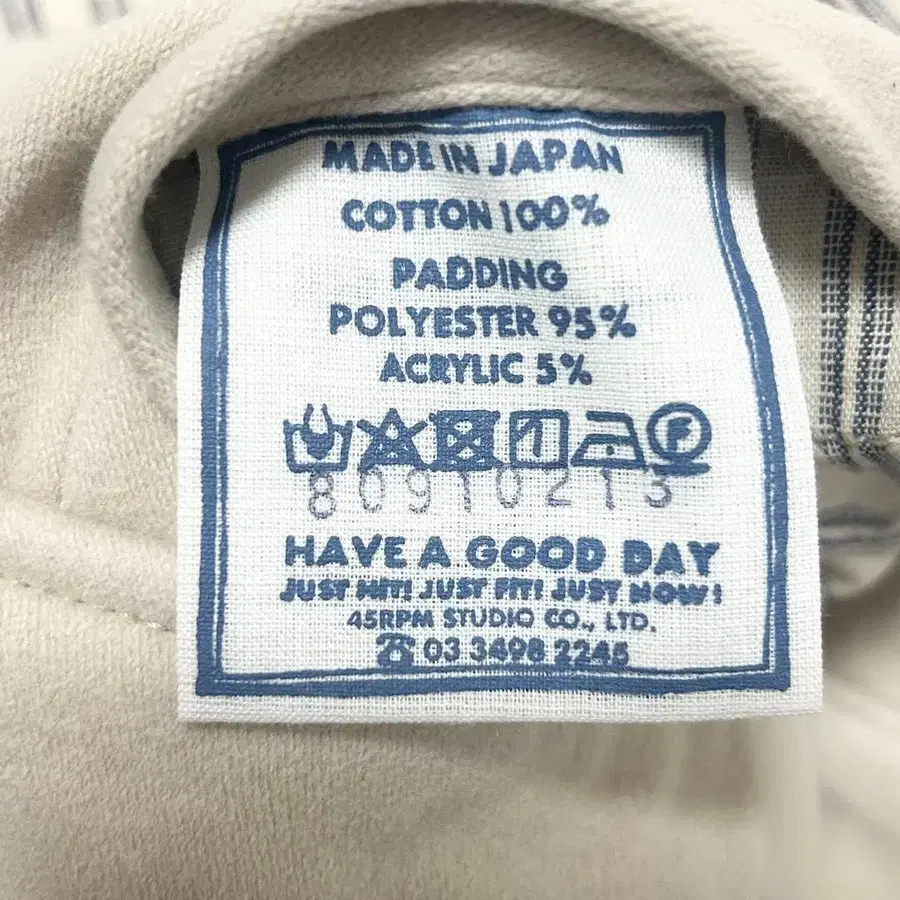 MADE IN JAPAN
COTTON 100%
PADDING
POLYESTER 95%
ACRYLIC 5%
F
80910213
HAVE A GOOD DAY
JUST HIT! JUST FIT! JUST NOW!
45RPM STUDIO CO., LTD.
☎ 03 3498 2245